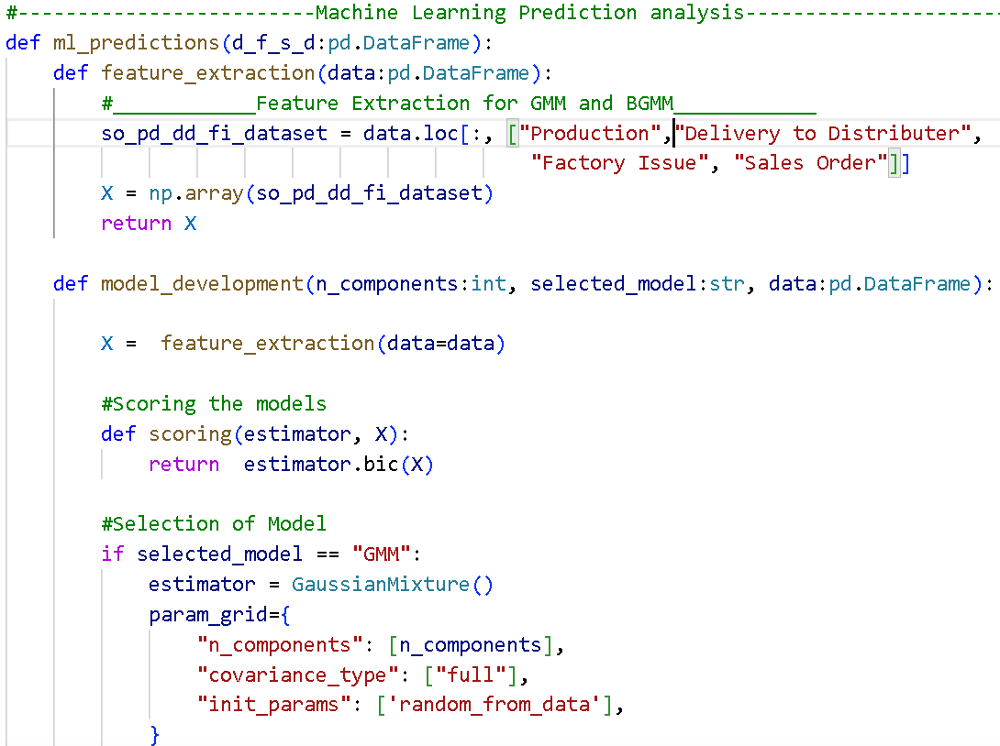 #-------------------------Machine Learning Prediction analysis----------------------
def ml_predictions(d_f_s_d:pd.DataFrame):
    def feature_extraction(data:pd.DataFrame):
        #____________Feature Extraction for GMM and BGMM____________
        so_pd_dd_fi_dataset = data.loc[:, ["Production","Delivery to Distributer",
                                            "Factory Issue", "Sales Order"]]
        X = np.array(so_pd_dd_fi_dataset)
        return X
    def model_development(n_components:int, selected_model:str, data:pd.DataFrame):
        X =  feature_extraction(data=data)
        #Scoring the models
        def scoring(estimator, X):
            return  estimator.bic(X)
        #Selection of Model
        if selected_model == "GMM":
            estimator = GaussianMixture()
            param_grid={
                "n_components": [n_components],
                "covariance_type": ["full"],
                "init_params": ['random_from_data'],
            }